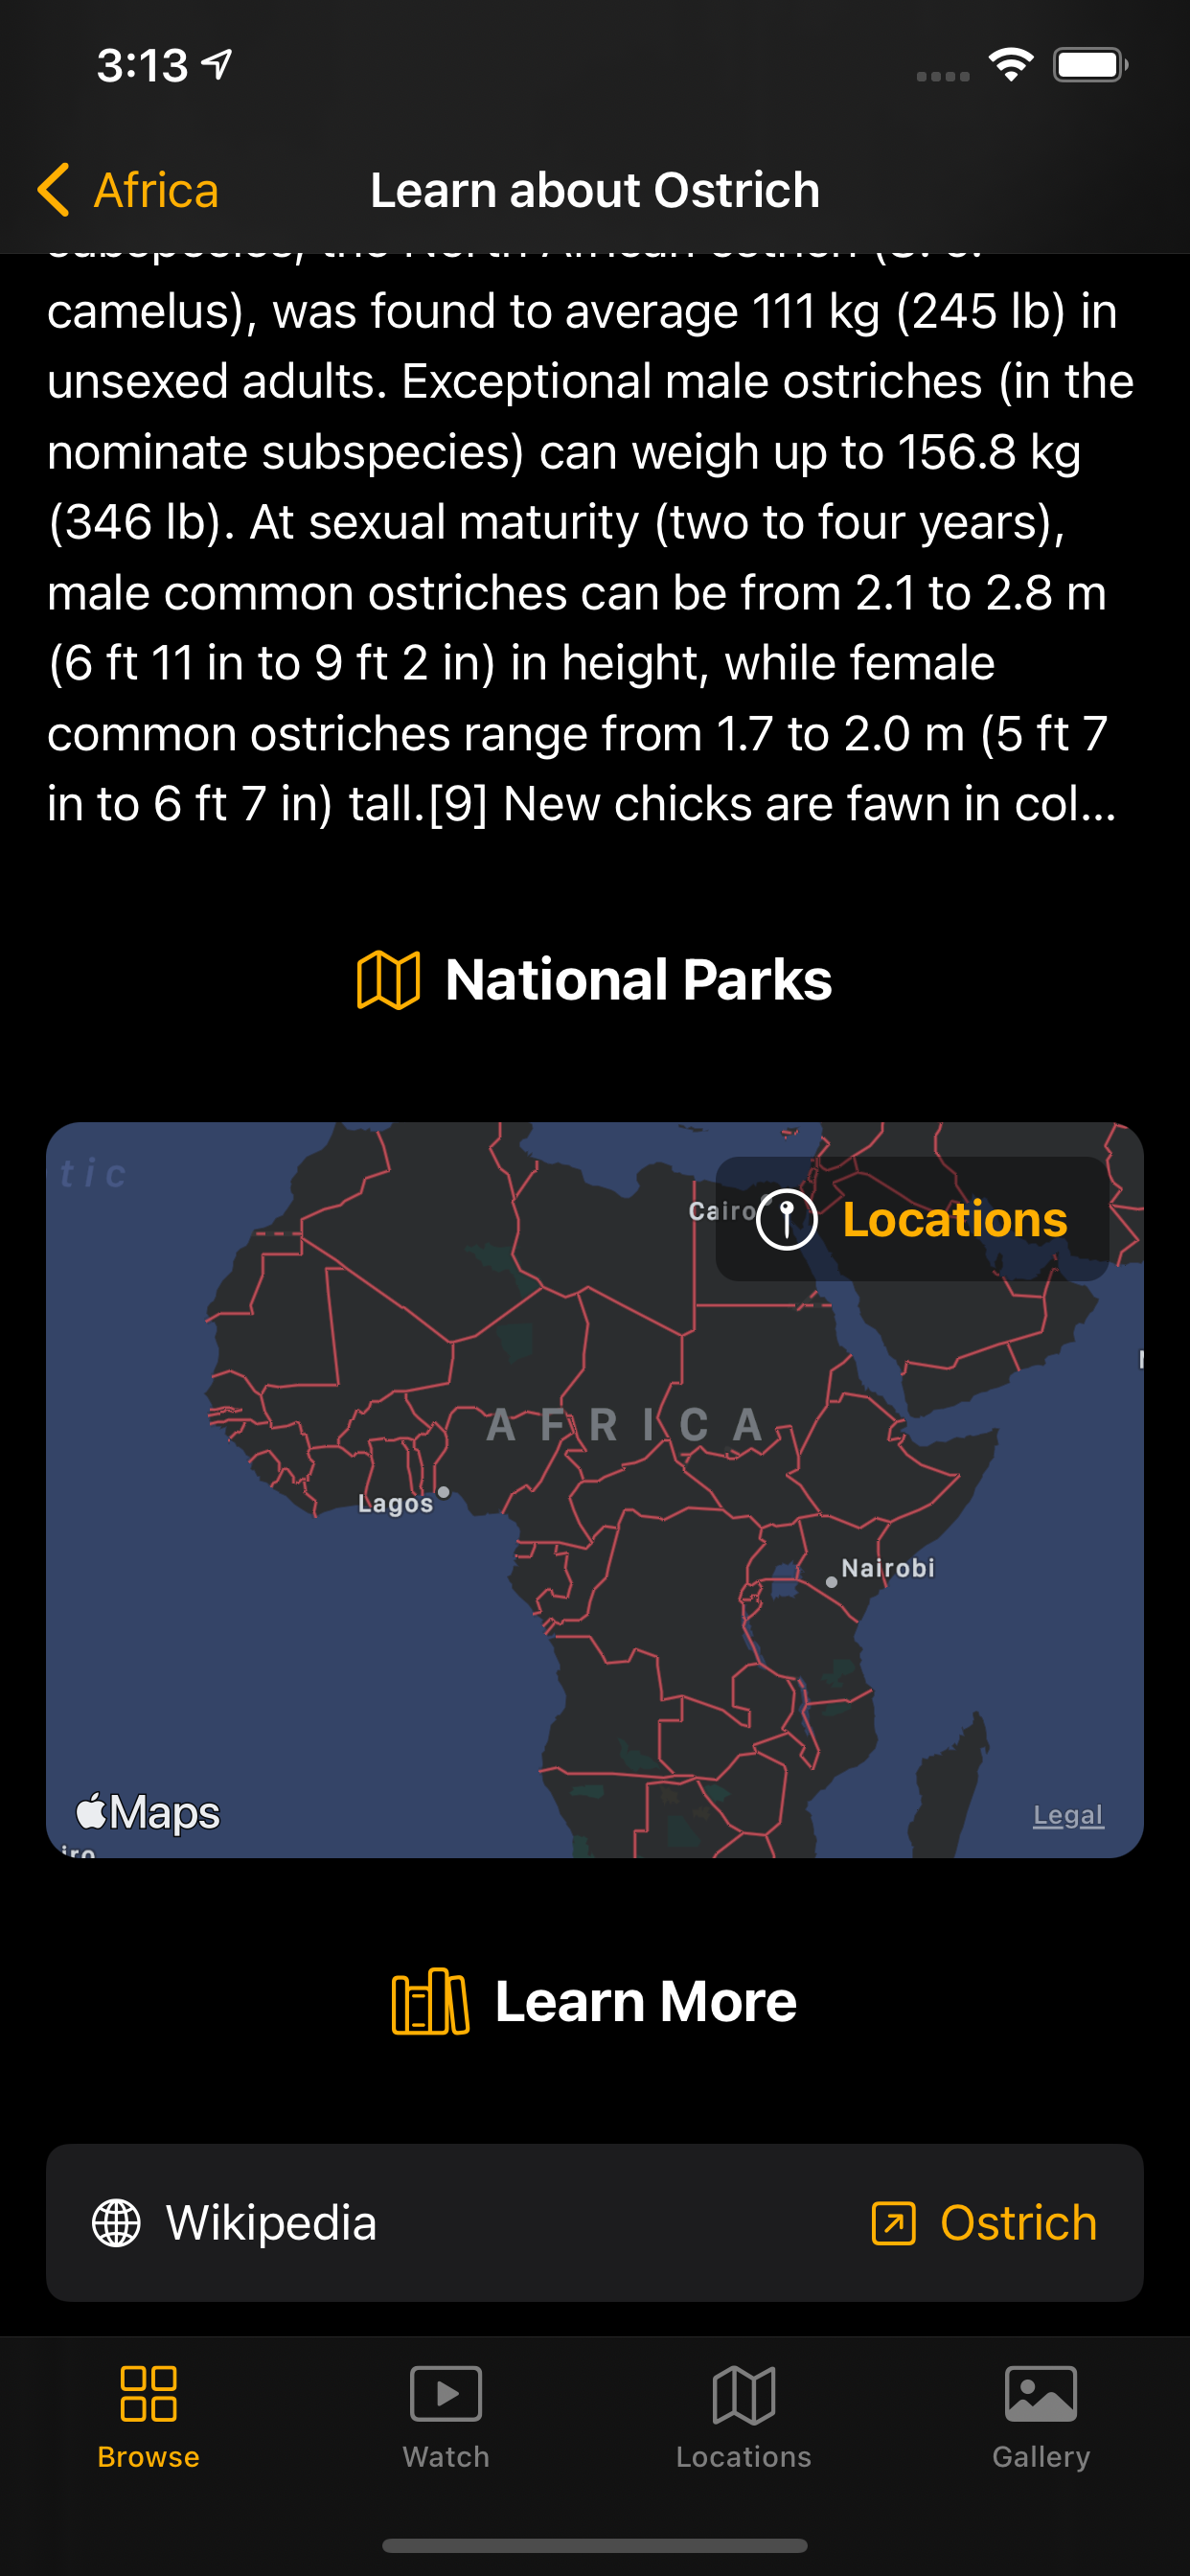 3:13
Africa
Learn about Ostrich
camelus), was found to average 111 kg (245 lb) in
unsexed adults. Exceptional male ostriches (in the
nominate subspecies) can weigh up to 156.8 kg
(346 lb). At sexual maturity (two to four years),
male common ostriches can be from 2.1 to 2.8 m
(6 ft 11 in to 9 ft 2 in) in height, while female
common ostriches range from 1.7 to 2.0 m (5 ft 7
in to 6 ft 7 in) tall.[9] New chicks are fawn in col...
National Parks
tic
Cairo
Locations
AFRICA
Lagos
Nairobi
Maps
Legal
Learn More
Wikipedia
Ostrich
Browse
Watch
Locations
Gallery